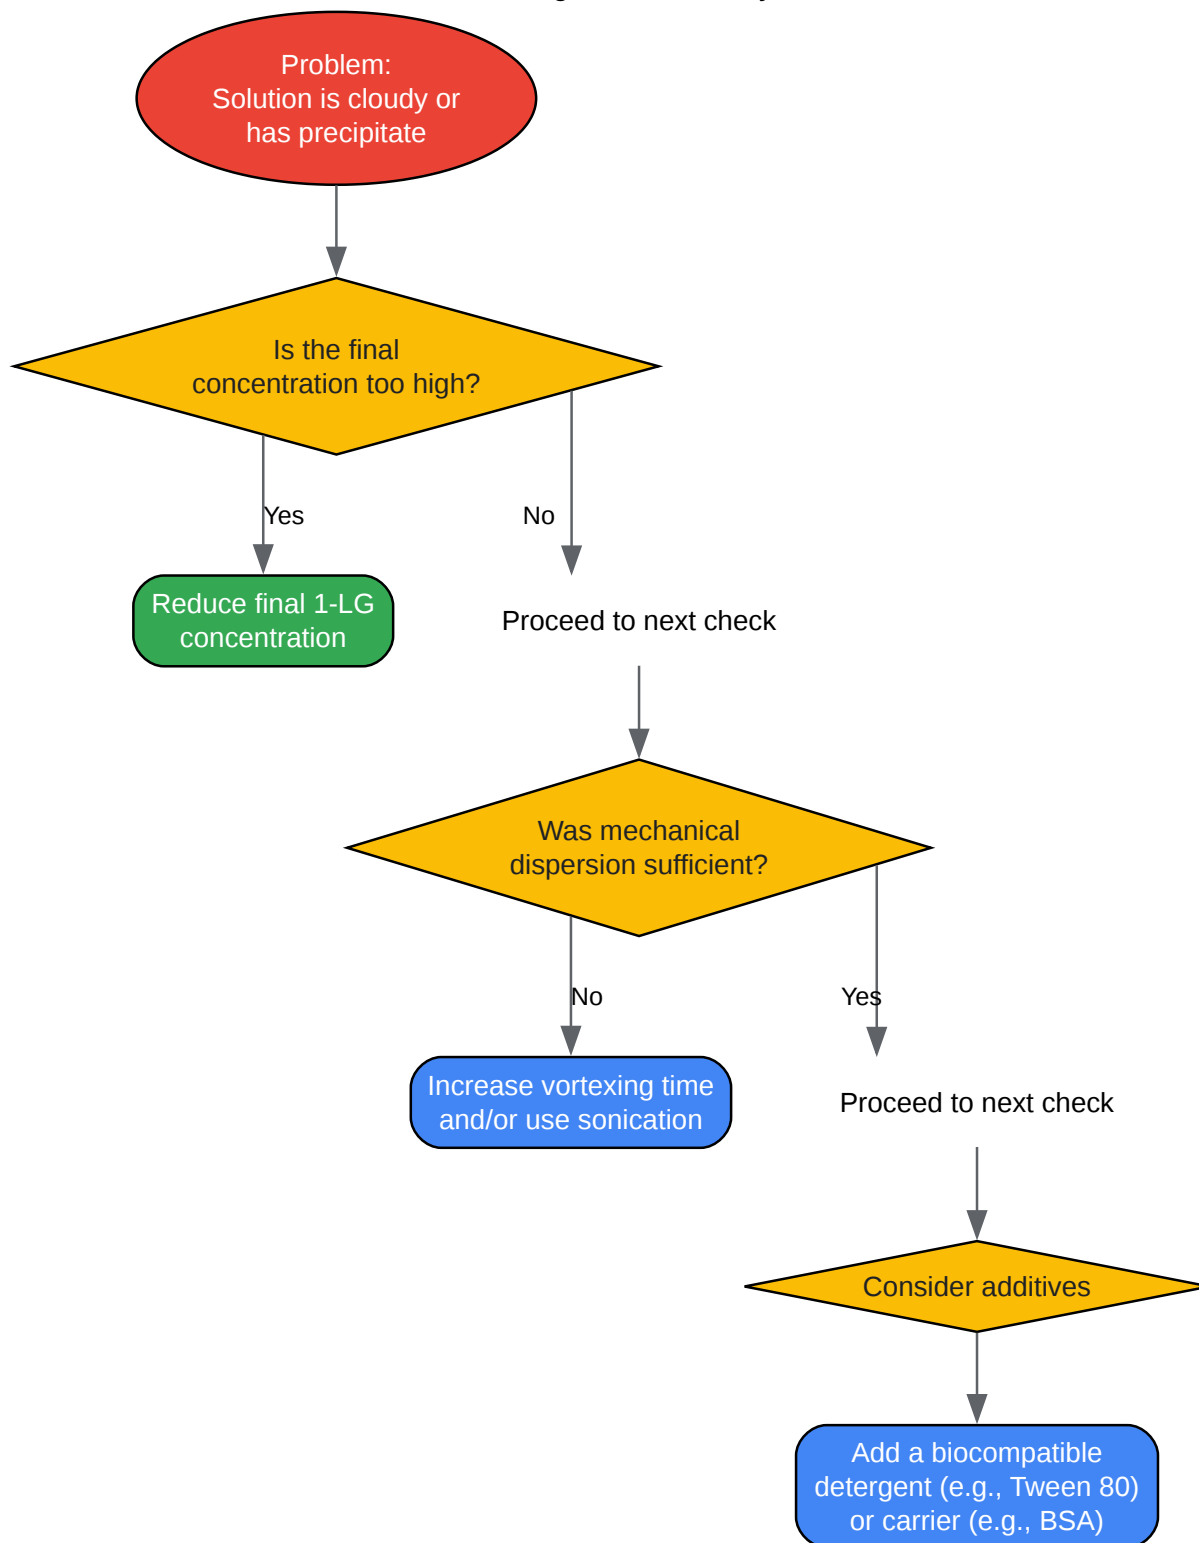 Problem:
Solution is cloudy or
has precipitate
Is the final
concentration too high?
Yes
No
Reduce final 1-LG
concentration
Proceed to next check
Was mechanical
dispersion sufficient?
No
Yes
Increase vortexing time
and/or use sonication
Proceed to next check
Consider additives
Add a biocompatible
detergent (e.g., Tween 80)
or carrier (e.g., BSA)